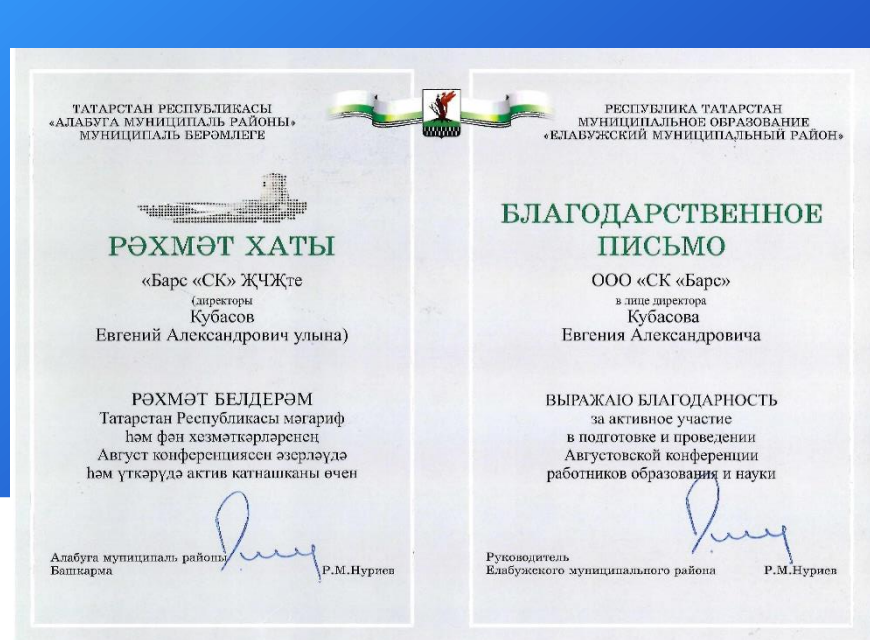 ТАТАРСТАН РЕСПУБЛИКАСЫ
«АЛАБУГА МУНИЦИПАЛЬ РАЙОНЫ»
МУНИЦИПАЛЬ БЕРӘМЛЕГЕ
РӘХМӘТ ХАТЫ
«Барс «СК» ҖЧҖте
(директоры
Кубасов
Евгений Александрович улына)
РӘХМӘТ БЕЛДЕРӘМ
Татарстан Республикасы мәгариф
һәм фән хезмәткәрләренең
Август конференциясен әзерләүдә
һәм үткәрүдә актив катнашканы өчен
Алабуга муниципаль районы
Башкарма
Р.М.Нуриев
РЕСПУБЛИКА ТАТАРСТАН
МУНИЦИПАЛЬНОЕ ОБРАЗОВАНИЕ
«ЕЛАБУЖСКИЙ МУНИЦИПАЛЬНЫЙ РАЙОН»
БЛАГОДАРСТВЕННОЕ
ПИСЬМО
ООО «СК «Барс»
в лице директора
Кубасова
Евгения Александровича
ВЫРАЖАЮ БЛАГОДАРНОСТЬ
за активное участие
в подготовке и проведении
Августовской конференции
работников образования и науки
Руководитель
Елабужского муниципального района
Р.М.Нуриев